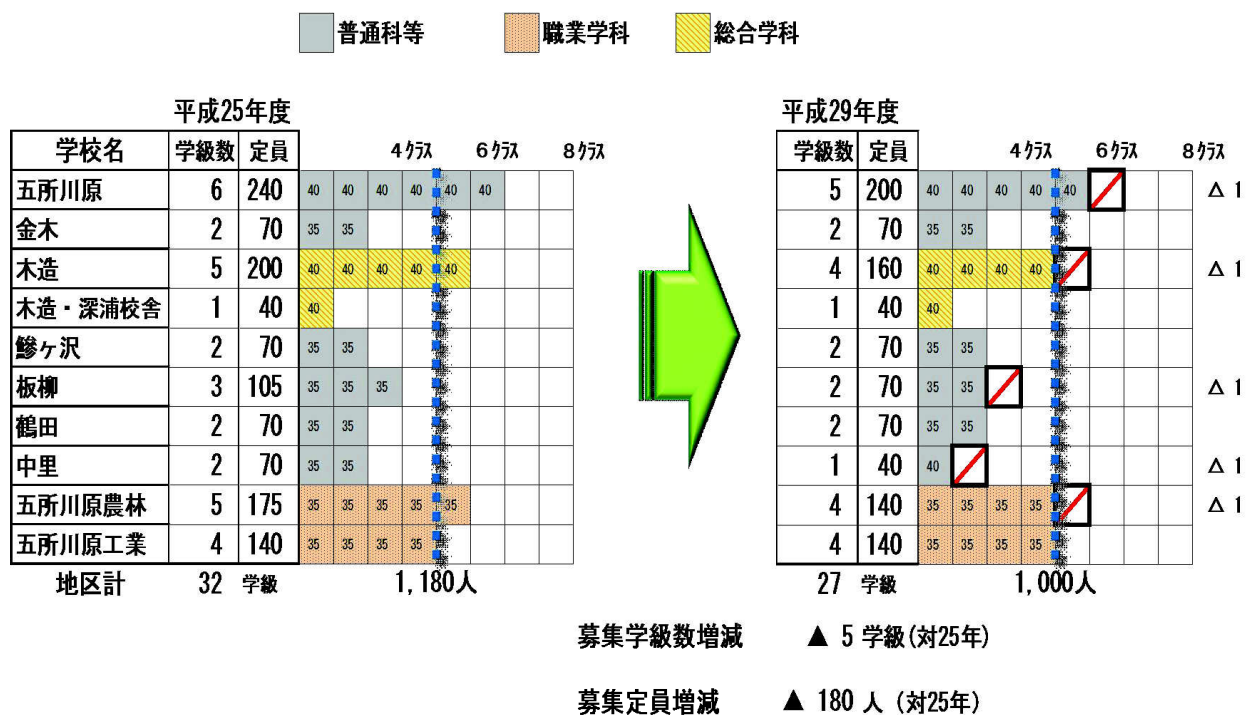 普通科等 職業学科 総合学科
平成25年度 平成29年度
学校名 学級数 定員 4クラス 6クラス 8クラス 学級数 定員 4クラス 6クラス 8クラス
五所川原 6 240 40 40 40 40 40 40 5 200 40 40 40 40 40 △ 1
金木 2 70 35 35 2 70 35 35
木造 5 200 40 40 40 40 40 4 160 40 40 40 40 △ 1
木造・深浦校舎 1 40 40 1 40 40
鰺ヶ沢 2 70 35 35 2 70 35 35
板柳 3 105 35 35 35 2 70 35 35 △ 1
鶴田 2 70 35 35 2 70 35 35
中里 2 70 35 35 1 40 40 △ 1
五所川原農林 5 175 35 35 35 35 35 4 140 35 35 35 35 △ 1
五所川原工業 4 140 35 35 35 35 4 140 35 35 35 35
地区計 32 学級 1,180人 27 学級 1,000人
募集学級数増減 ▲ 5 学級(対25年)
募集定員増減 ▲ 180 人 (対25年)